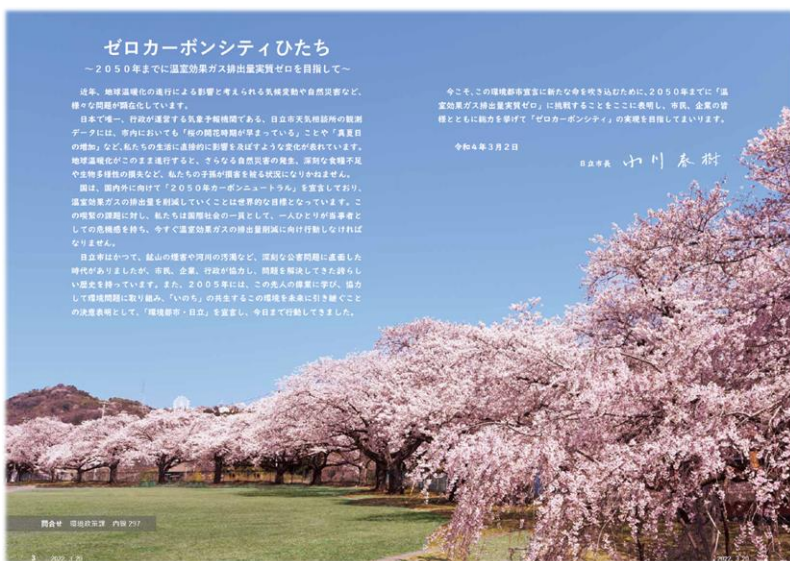 ゼロカーボンシティひたち
～2050年までに温室効果ガス排出量実質ゼロを目指して～
近年、地球温暖化の進行による影響と考えられる気候変動や自然災害など、
様々な問題が顕在化しています。
日本で唯一、行政が運営する気象予報機関である、日立市天気相談所の観測
データには、市内においても「桜の開花時期が早まっている」ことや「真夏日
の増加」など、私たちの生活に直接的に影響を及ぼすような変化が表れています。
地球温暖化がこのまま進行すると、さらなる自然災害の発生、深刻な食糧不足
や生物多様性の損失など、私たちの子孫が損害を被る状況になりかねません。
国は、国内外に向けて「2050年カーボンニュートラル」を宣言しており、
温室効果ガスの排出量を削減していくことは世界的な目標となっています。こ
の喫緊の課題に対し、私たちは国際社会の一員として、一人ひとりが当事者と
しての危機感を持ち、今すぐ温室効果ガスの排出量削減に向け行動しなければ
なりません。
日立市はかつて、鉱山の煙害や河川の汚濁など、深刻な公害問題に直面した
時代がありましたが、市民、企業、行政が協力し、問題を解決してきた誇らし
い歴史を持っています。また、2005年には、この先人の偉業に学び、協力
して環境問題に取り組み、「いのち」の共生するこの環境を未来に引き継ぐこと
の決意表明として、「環境都市・日立」を宣言し、今日まで行動してきました。
今こそ、この環境都市宣言に新たな命を吹き込むために、2050年までに「温
室効果ガス排出量実質ゼロ」に挑戦することをここに表明し、市民、企業の皆
様とともに総力を挙げて「ゼロカーボンシティ」の実現を目指してまいります。
令和4年3月2日
日立市長 小川春樹
問合せ 環境政策課 内線297
3 2022. 3.20
2022. 3.20